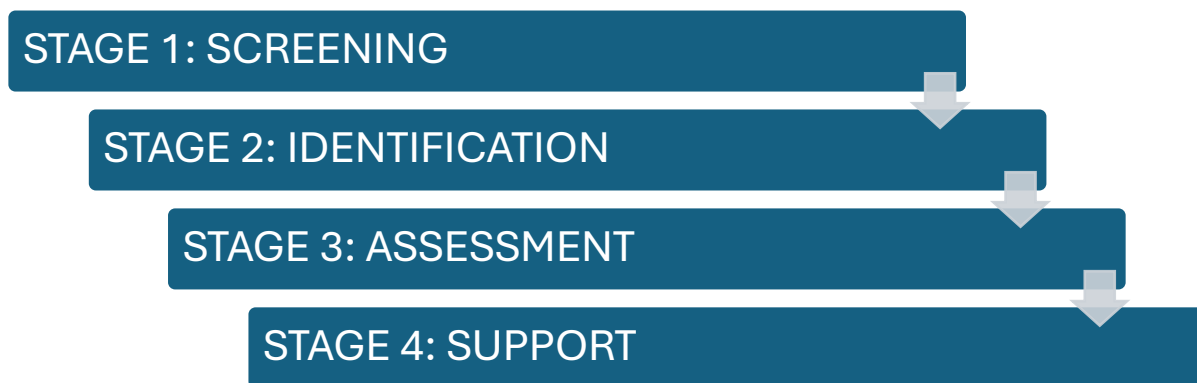 STAGE 1: SCREENING
STAGE 2: IDENTIFICATION
STAGE 3: ASSESSMENT
STAGE 4: SUPPORT